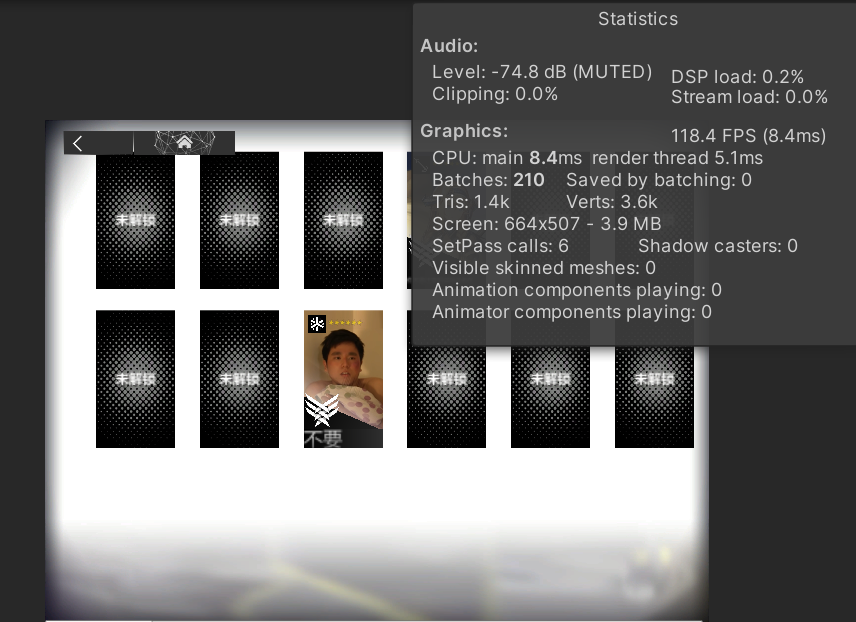 Statistics
Audio:
Level: -74.8 dB (MUTED) DSP load: 0.2%
Clipping: 0.0% Stream load: 0.0%
Graphics: 118.4 FPS (8.4ms)
CPU: main 8.4ms render thread 5.1ms
Batches: 210 Saved by batching: 0
Tris: 1.4k Verts: 3.6k
Screen: 664x507 - 3.9 MB
SetPass calls: 6 Shadow casters: 0
Visible skinned meshes: 0
Animation components playing: 0
Animator components playing: 0
未解锁 未解锁 未解锁
未解锁 未解锁 未解锁 未解锁 未解锁
不要